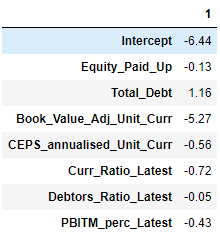 1
Intercept -6.44
Equity_Paid_Up -0.13
Total_Debt 1.16
Book_Value_Adj_Unit_Curr -5.27
CEPS_annualised_Unit_Curr -0.56
Curr_Ratio_Latest -0.72
Debtors_Ratio_Latest -0.05
PBITM_perc_Latest -0.43